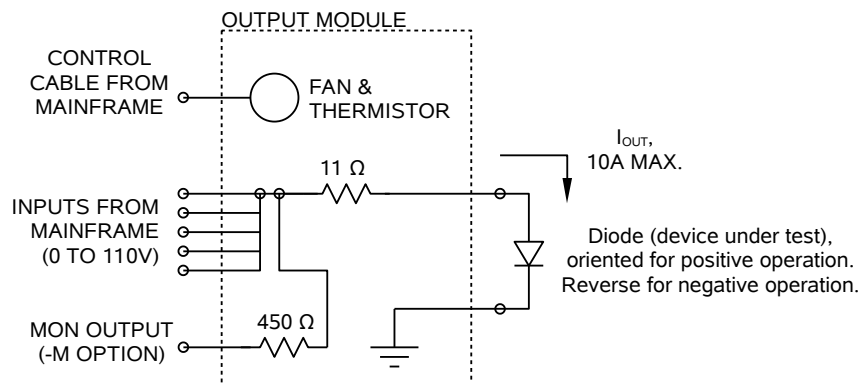 OUTPUT MODULE
CONTROL
CABLE FROM
MAINFRAME
FAN &
THERMISTOR
I_OUT,
10A MAX.
11 Ω
INPUTS FROM
MAINFRAME
(0 TO 110V)
Diode (device under test),
oriented for positive operation.
Reverse for negative operation.
450 Ω
MON OUTPUT
(-M OPTION)